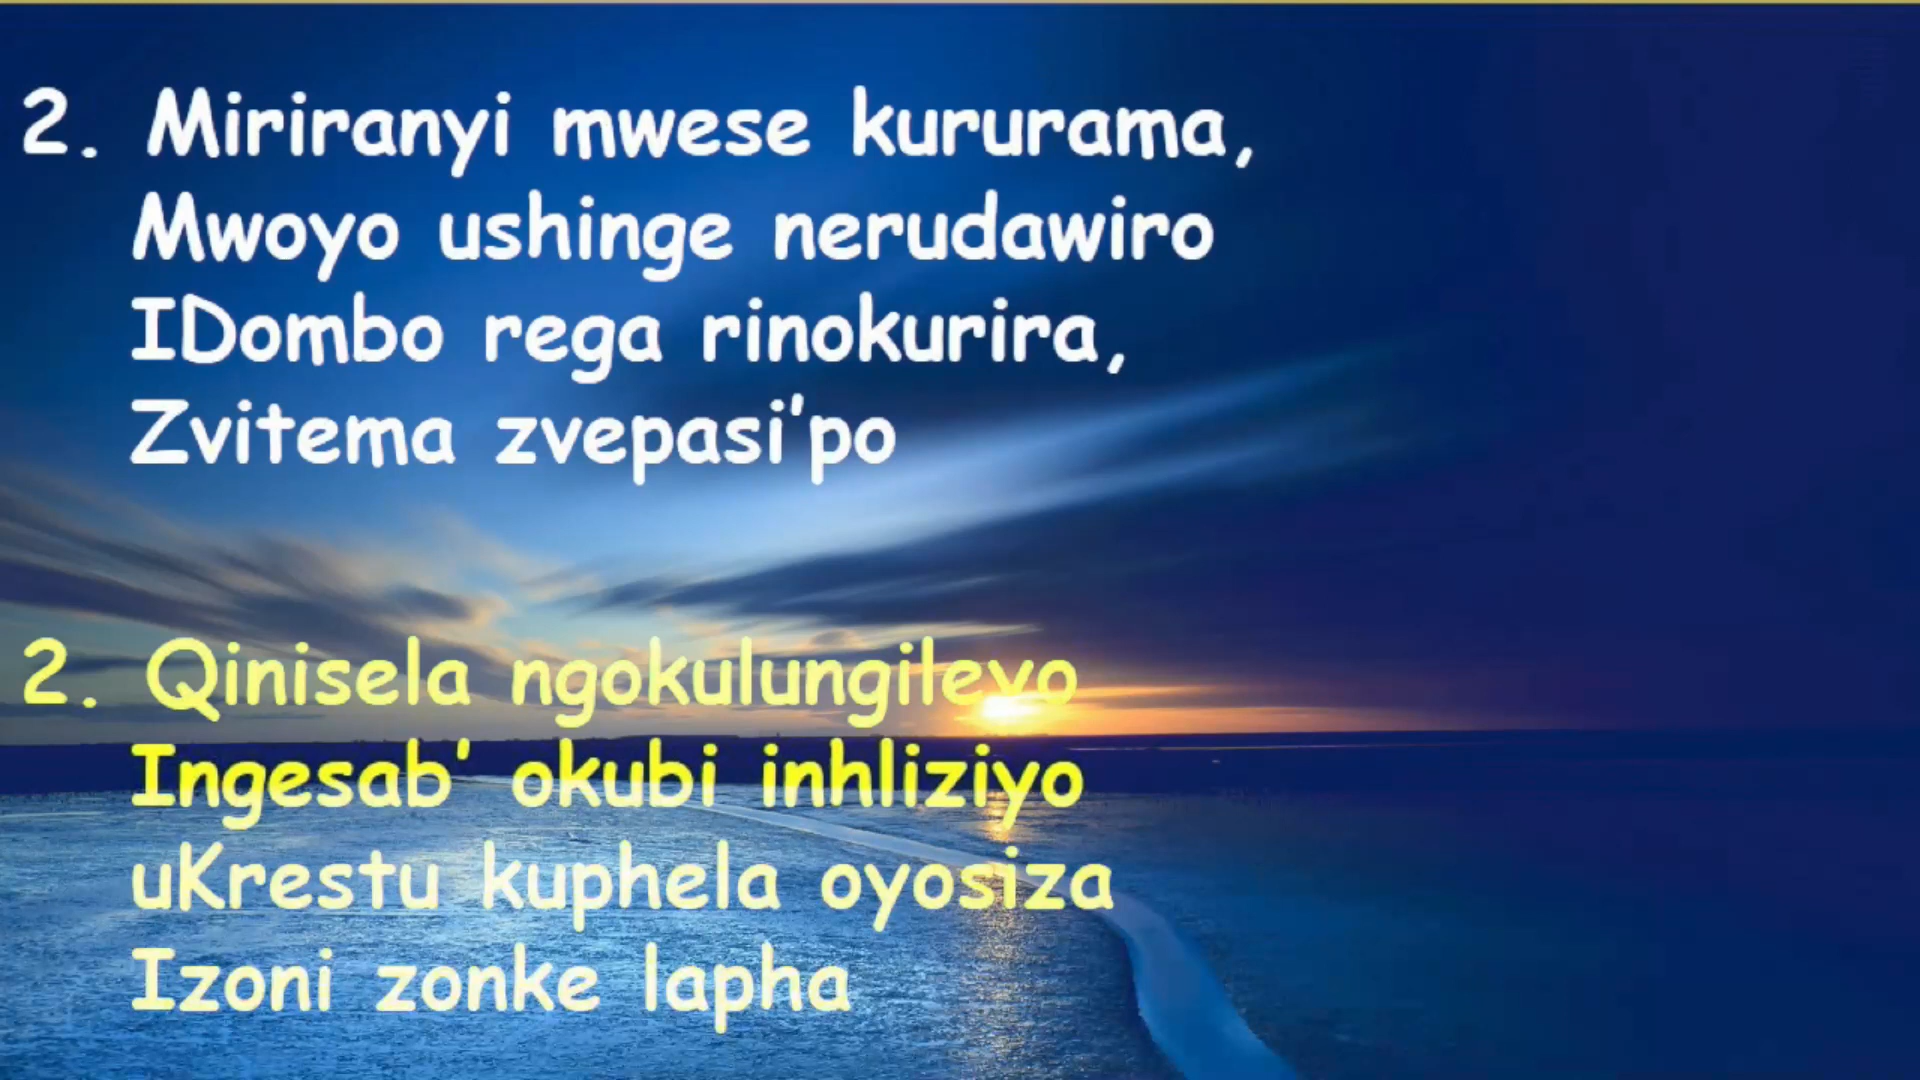 2. Miriranyi mwese kururama,
Mwoyo ushinge nerudawiro
IDombo rega rinokurira,
Zvitema zvepasi'po
2. Qinisela ngokulungileyo
Ingesab' okubi inhliziyo
uKrestu kuphela oyosiza
Izoni zonke lapha